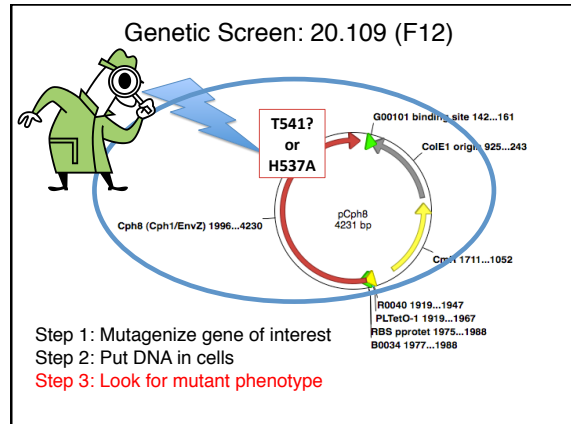 Genetic Screen: 20.109 (F12)
T541?
or
H537A
G00101 binding site 142...161
ColE1 origin 925...243
pCph8
4231 bp
Cph8 (Cph1/EnvZ) 1996...4230
CmR 1711...1052
R0040 1919...1947
PLTetO-1 1919...1967
RBS pprotet 1975...1988
B0034 1977...1988
Step 1: Mutagenize gene of interest
Step 2: Put DNA in cells
Step 3: Look for mutant phenotype